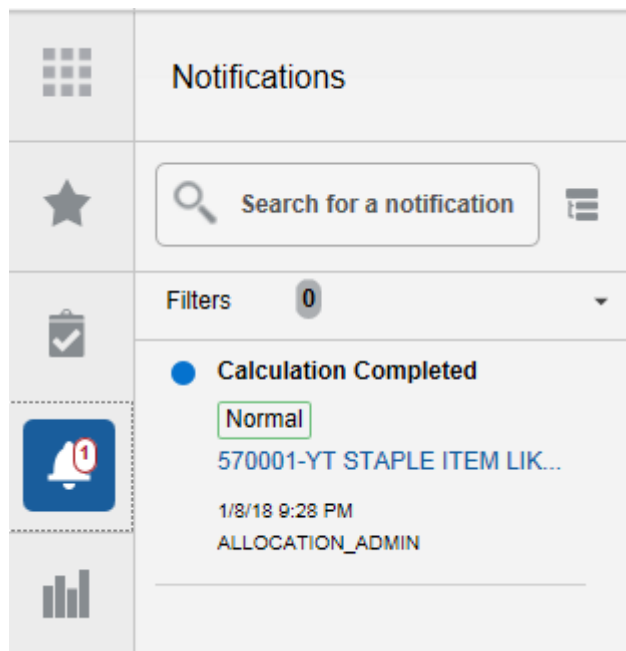 Notifications
Search for a notification
Filters 0
Calculation Completed
Normal
1
570001-YT STAPLE ITEM LIK...
1/8/18 9:28 PM
ALLOCATION_ADMIN